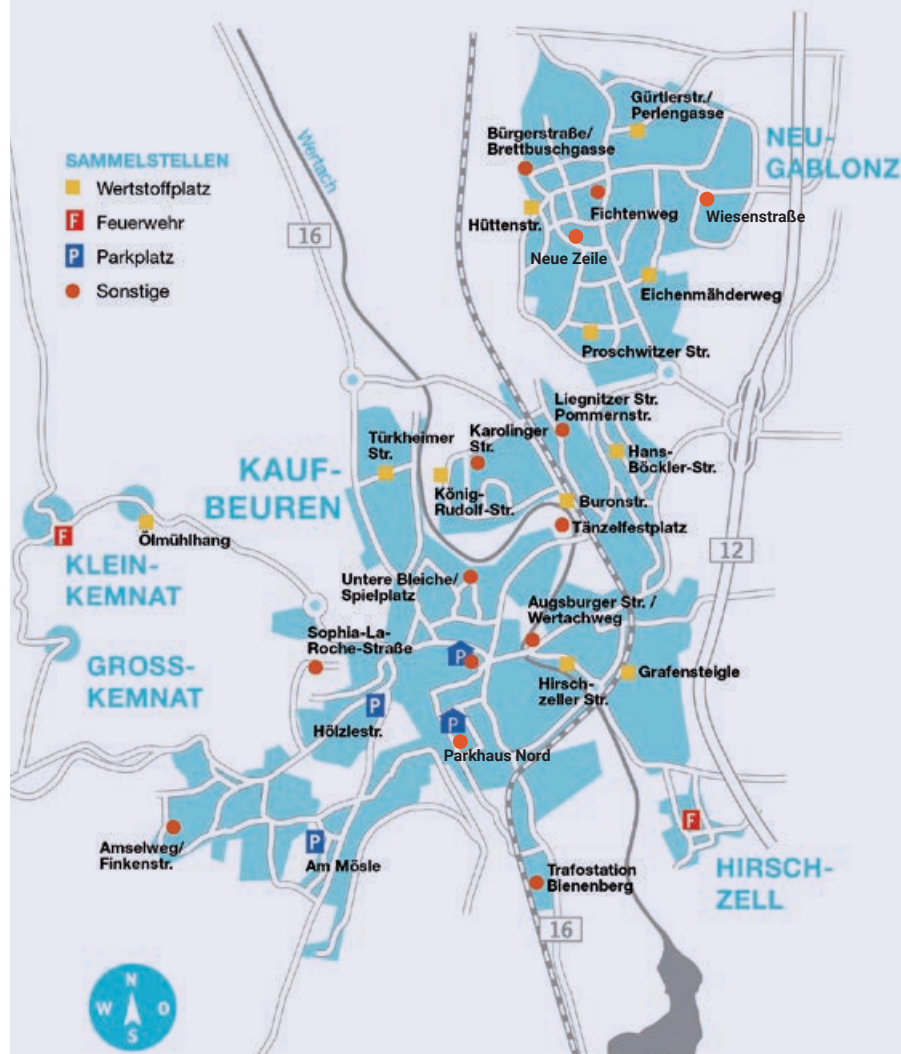 SAMMELSTELLEN
Wertstoffplatz
F Feuerwehr
P Parkplatz
Sonstige
Wertach
16
Gürtlerstr./
Perlengasse
Bürgerstraße/
Brettbuschgasse
NEU-
GABLONZ
Fichtenweg
Wiesenstraße
Hüttenstr.
Neue Zeile
Eichenmähderweg
Proschwitzer Str.
Liegnitzer Str.
Pommernstr.
Türkheimer
Str.
Karolinger
Str.
Hans-
Böckler-Str.
KAUF-
BEUREN
König-
Rudolf-Str.
Buronstr.
Tänzelfestplatz
F
Ölmühlhang
KLEIN-
KEMNAT
12
Untere Bleiche/
Spielplatz
Augsburger Str. /
Wertachweg
Sophia-La-
Roche-Straße
P
GROSS-
KEMNAT
Hirsch-
zeller Str.
Grafensteigle
P
Hölzlestr.
P
Parkhaus Nord
F
Amselweg/
Finkenstr.
P
Am Mösle
HIRSCH-
ZELL
Trafostation
Bienenberg
16
N
W O
S